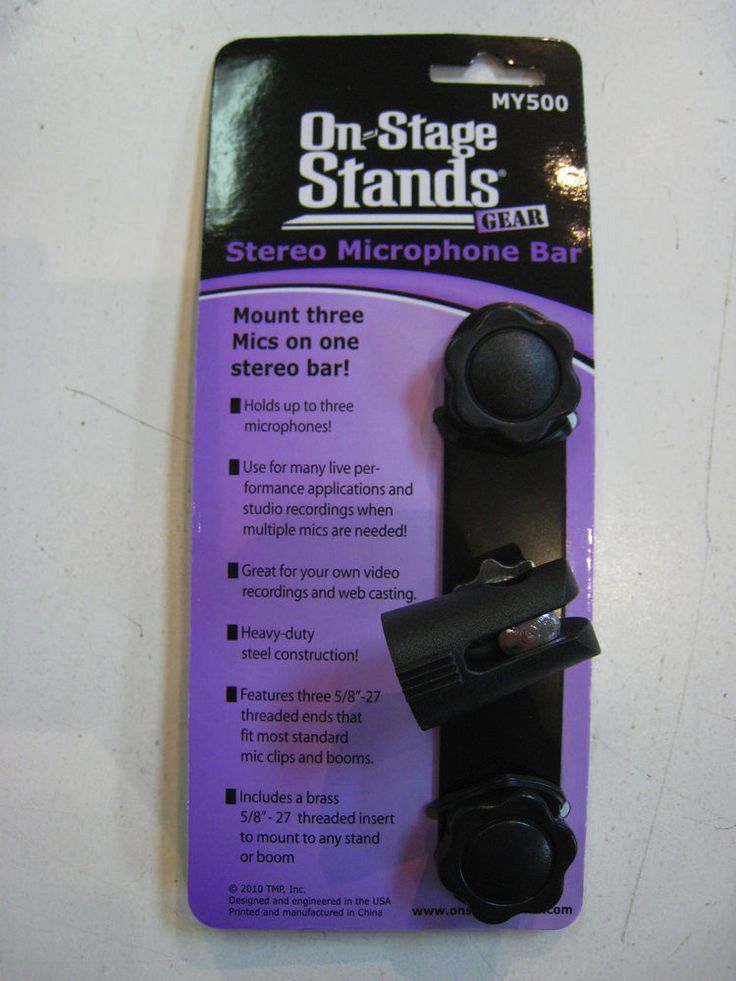 MY500
On-Stage
Stands®
GEAR
Stereo Microphone Bar
Mount three
Mics on one
stereo bar!
Holds up to three
microphones!
Use for many live per-
formance applications and
studio recordings when
multiple mics are needed!
Great for your own video
recordings and web casting.
Heavy-duty
steel construction!
Features three 5/8"-27
threaded ends that
fit most standard
mic clips and booms.
Includes a brass
5/8" - 27 threaded insert
to mount to any stand
or boom
© 2010 TMP, Inc.
Designed and engineered in the USA
Printed and manufactured in China